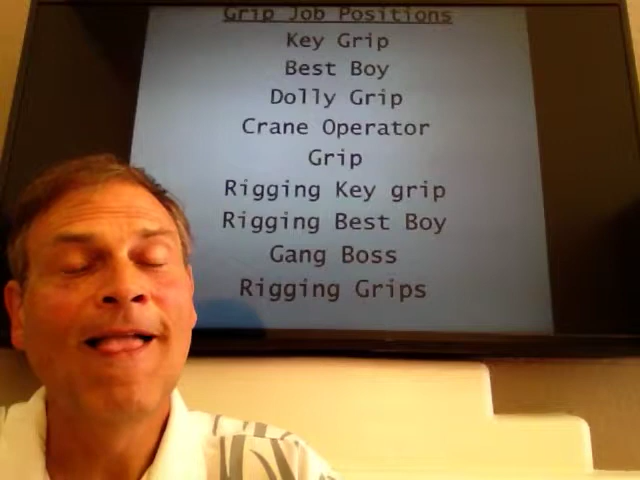 Grip Job Positions
Key Grip
Best Boy
Dolly Grip
Crane Operator
Grip
Rigging Key grip
Rigging Best Boy
Gang Boss
Rigging Grips